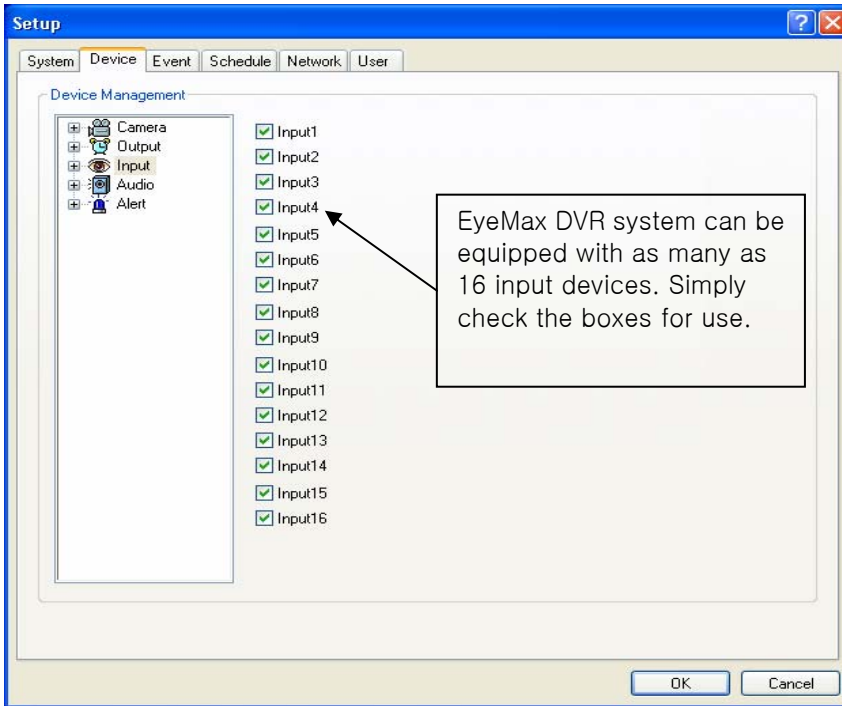 Setup
System Device Event Schedule Network User
Device Management
Camera
Output
Input
Audio
Alert
Input1
Input2
Input3
Input4
Input5
Input6
Input7
Input8
Input9
Input10
Input11
Input12
Input13
Input14
Input15
Input16
EyeMax DVR system can be
equipped with as many as
16 input devices. Simply
check the boxes for use.
OK Cancel